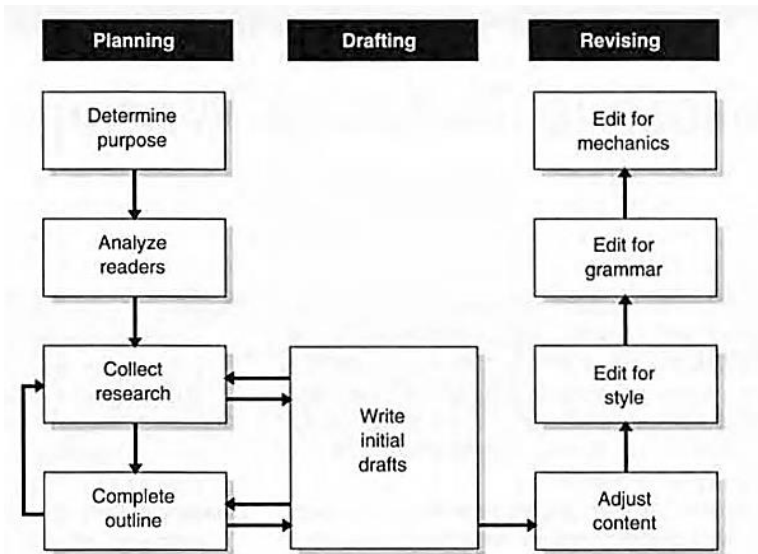 Planning
Drafting
Revising
Determine
purpose
Analyze
readers
Collect
research
Complete
outline
Write
initial
drafts
Edit for
mechanics
Edit for
grammar
Edit for
style
Adjust
content